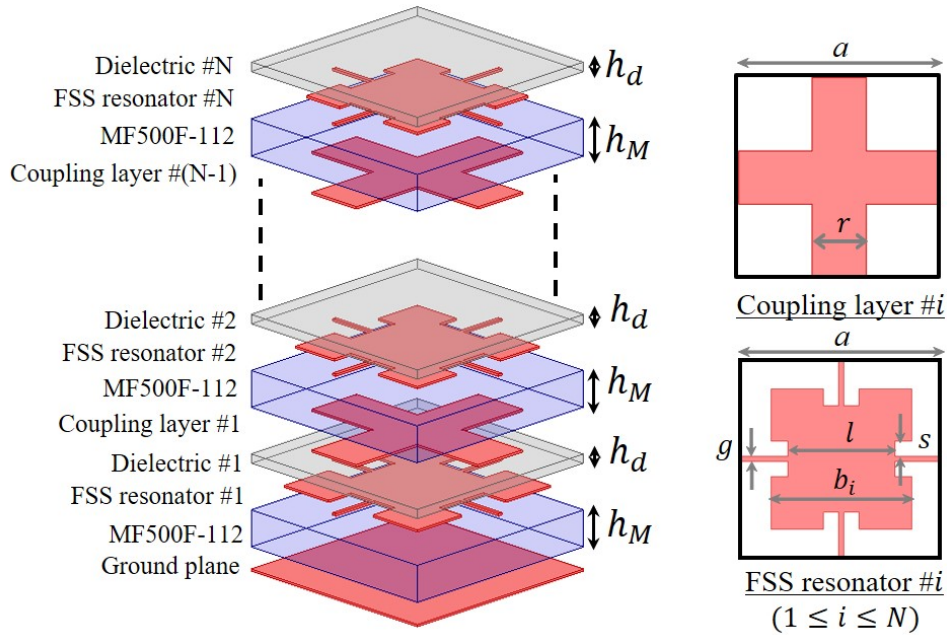 Dielectric #N
h_d
FSS resonator #N
MF500F-112
h_M
Coupling layer #(N-1)
Dielectric #2
h_d
FSS resonator #2
MF500F-112
h_M
Coupling layer #1
Dielectric #1
h_d
FSS resonator #1
MF500F-112
h_M
Ground plane
a
r
Coupling layer #i
a
g
l
s
b_i
FSS resonator #i
(1 ≤ i ≤ N)